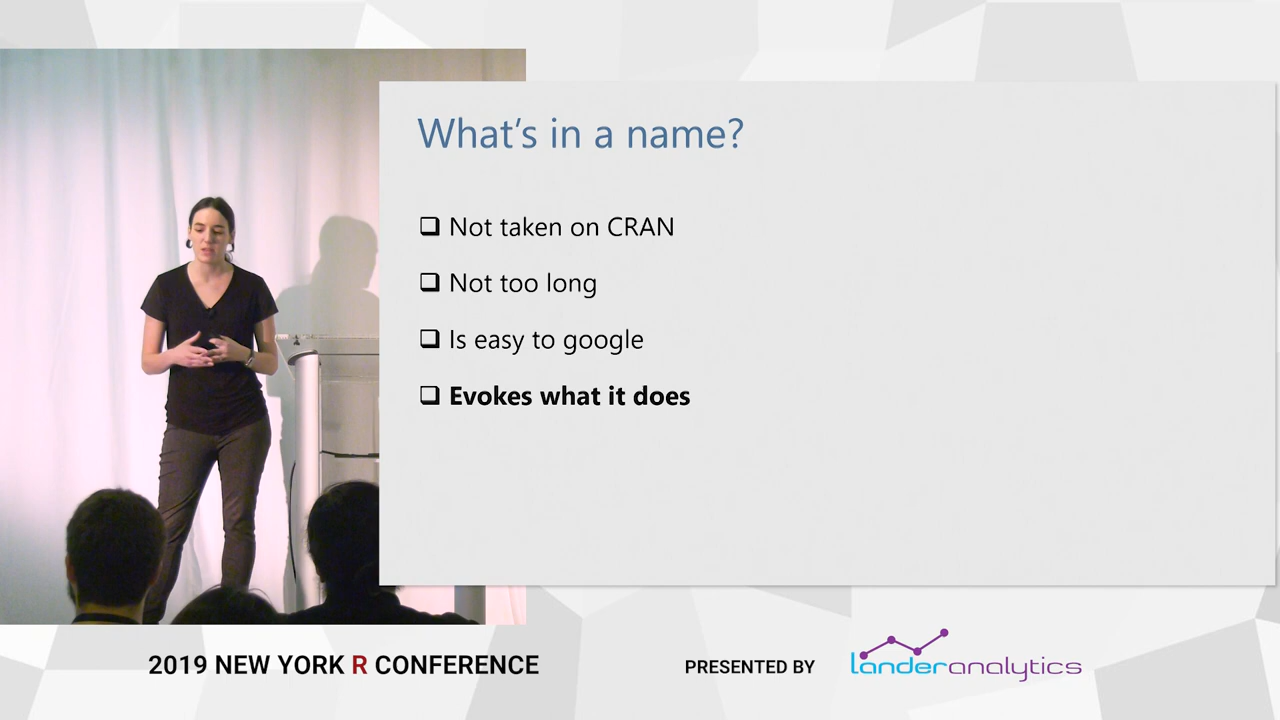 What's in a name?
❑ Not taken on CRAN
❑ Not too long
❑ Is easy to google
❑ Evokes what it does
2019 NEW YORK R CONFERENCE
PRESENTED BY
landeranalytics